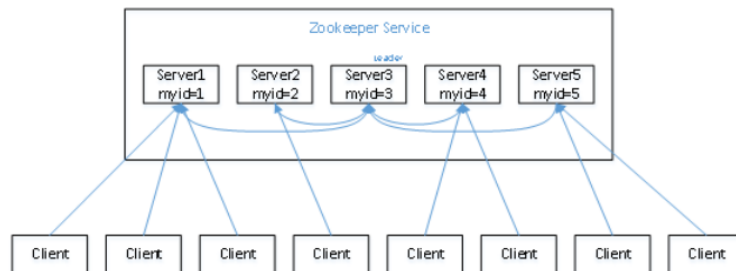 Zookeeper Service
Leader
Server1
myid=1
Server2
myid=2
Server3
myid=3
Server4
myid=4
Server5
myid=5
Client
Client
Client
Client
Client
Client
Client
Client